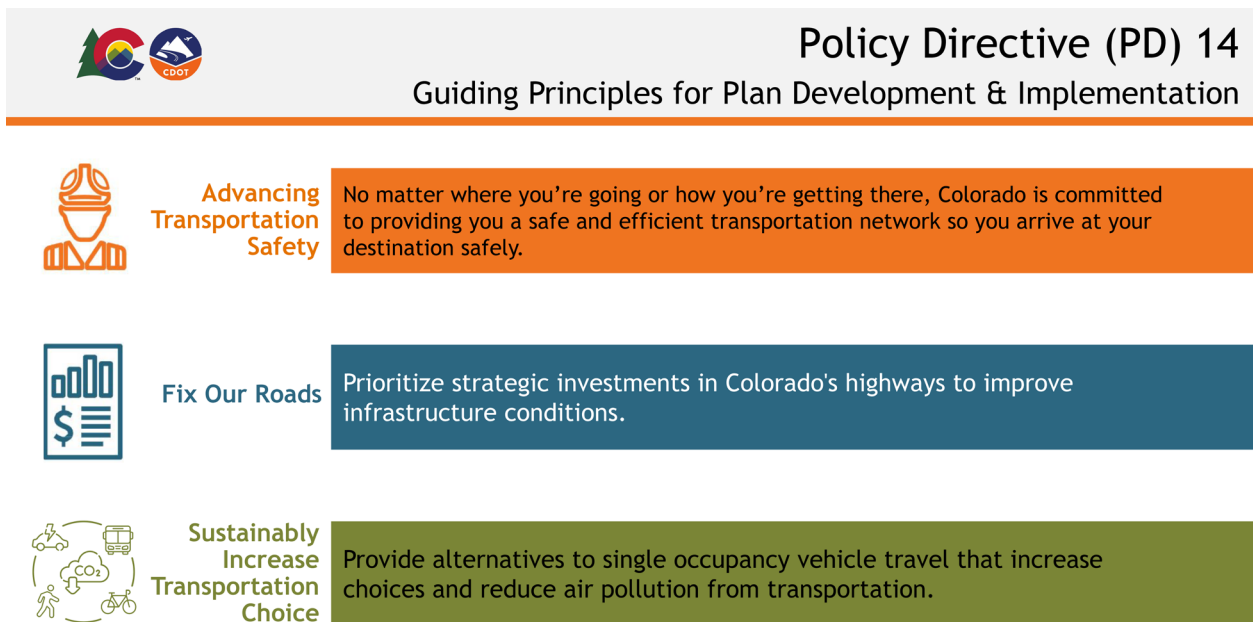 CDOT
Policy Directive (PD) 14
Guiding Principles for Plan Development & Implementation
Advancing
Transportation
Safety
No matter where you’re going or how you’re getting there, Colorado is committed
to providing you a safe and efficient transportation network so you arrive at your
destination safely.
$
Fix Our Roads
Prioritize strategic investments in Colorado's highways to improve
infrastructure conditions.
CO₂
Sustainably
Increase
Transportation
Choice
Provide alternatives to single occupancy vehicle travel that increase
choices and reduce air pollution from transportation.